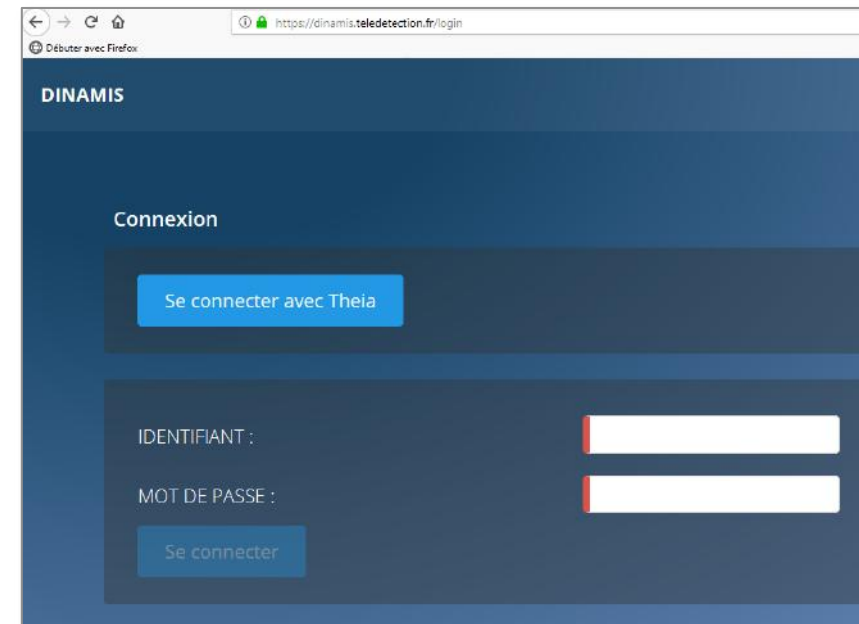 https://dinamis.teledetection.fr/login
Débuter avec Firefox
DINAMIS
Connexion
Se connecter avec Theia
IDENTIFIANT :
MOT DE PASSE :
Se connecter